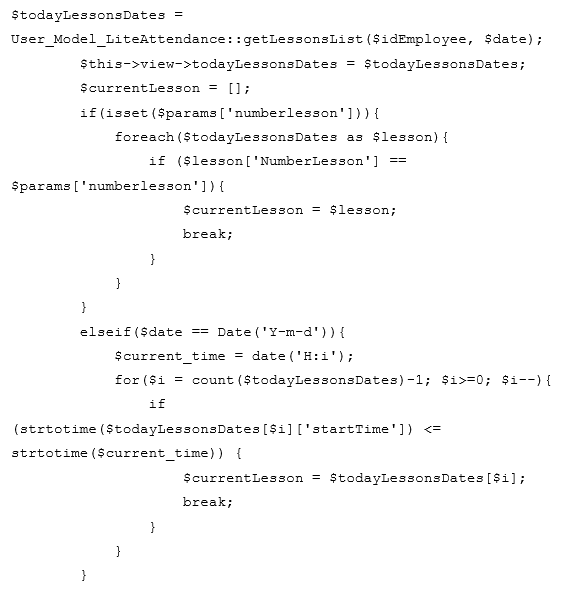 $todayLessonsDates =
User_Model_LiteAttendance::getLessonsList($idEmployee, $date);
        $this->view->todayLessonsDates = $todayLessonsDates;
        $currentLesson = [];
        if(isset($params['numberlesson'])){
            foreach($todayLessonsDates as $lesson){
                if ($lesson['NumberLesson'] ==
$params['numberlesson']){
                    $currentLesson = $lesson;
                    break;
                }
            }
        }
        elseif($date == Date('Y-m-d')){
            $current_time = date('H:i');
            for($i = count($todayLessonsDates)-1; $i>=0; $i--){
                if
(strtotime($todayLessonsDates[$i]['startTime']) <=
strtotime($current_time)) {
                    $currentLesson = $todayLessonsDates[$i];
                    break;
                }
            }
        }